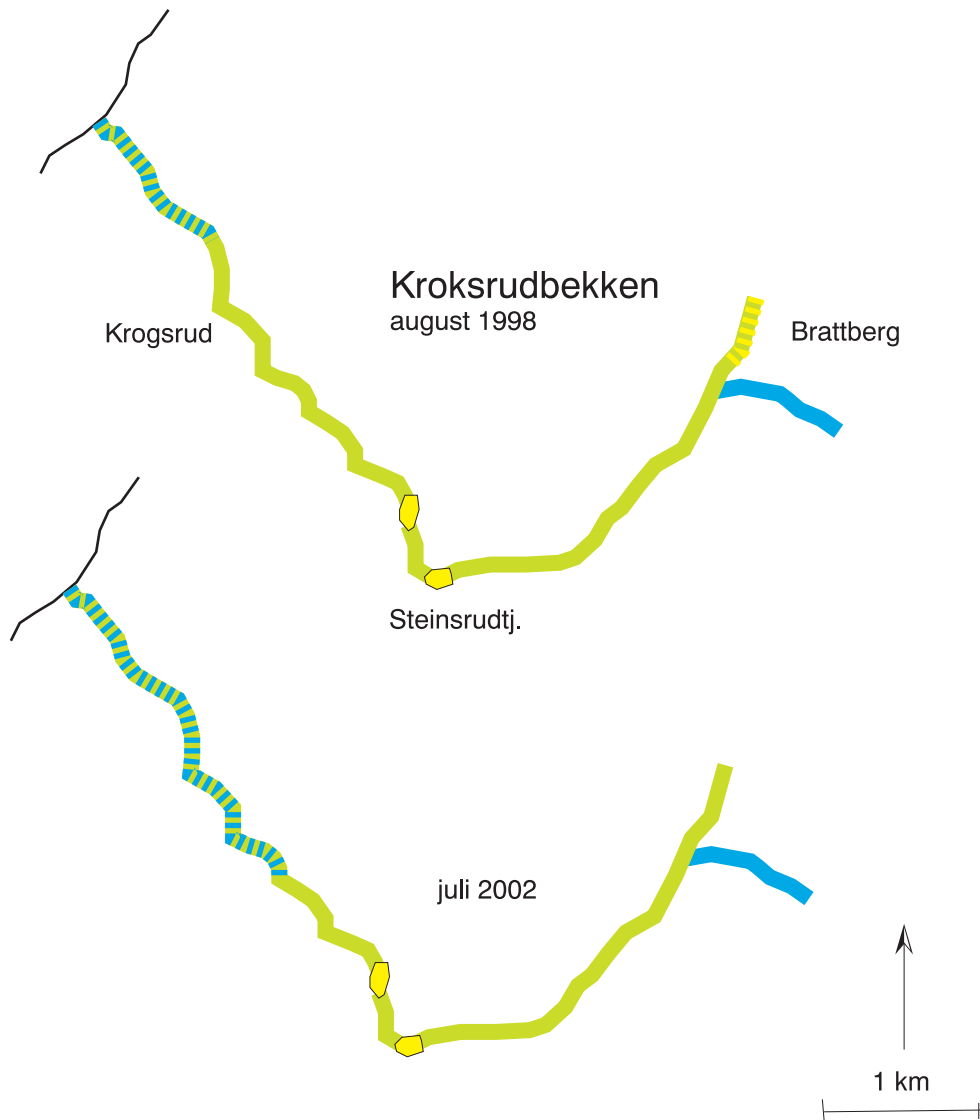 Kroksrudbekken
august 1998
Krogsrud
Brattberg
Steinsrudtj.
juli 2002
1 km